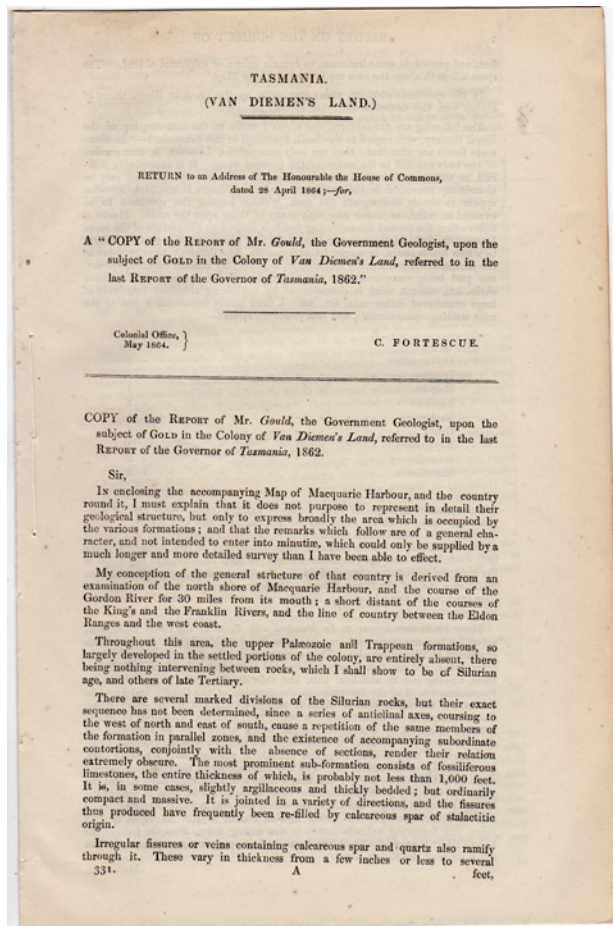 TASMANIA.
(VAN DIEMEN'S LAND.)
RETURN to an Address of The Honourable the House of Commons,
dated 28 April 1864;—for,
A "COPY of the REPORT of Mr. Gould, the Government Geologist, upon the
subject of GOLD in the Colony of Van Diemen's Land, referred to in the
last REPORT of the Governor of Tasmania, 1862."
Colonial Office,
May 1864.
C. FORTESCUE.
COPY of the REPORT of Mr. Gould, the Government Geologist, upon the
subject of GOLD in the Colony of Van Diemen's Land, referred to in the last
REPORT of the Governor of Tasmania, 1862.
Sir,
IN enclosing the accompanying Map of Macquarie Harbour, and the country
round it, I must explain that it does not purpose to represent in detail their
geological structure, but only to express broadly the area which is occupied by
the various formations; and that the remarks which follow are of a general cha-
racter, and not intended to enter into minutiæ, which could only be supplied by a
much longer and more detailed survey than I have been able to effect.
My conception of the general structure of that country is derived from an
examination of the north shore of Macquarie Harbour, and the course of the
Gordon River for 30 miles from its mouth; a short distant of the courses of
the King's and the Franklin Rivers, and the line of country between the Eldon
Ranges and the west coast.
Throughout this area, the upper Palæozoic and Trappean formations, so
largely developed in the settled portions of the colony, are entirely absent, there
being nothing intervening between rocks, which I shall show to be of Silurian
age, and others of late Tertiary.
There are several marked divisions of the Silurian rocks, but their exact
sequence has not been determined, since a series of anticlinal axes, coursing to
the west of north and east of south, cause a repetition of the same members of
the formation in parallel zones, and the existence of accompanying subordinate
contortions, conjointly with the absence of sections, render their relation
extremely obscure. The most prominent sub-formation consists of fossiliferous
limestones, the entire thickness of which, is probably not less than 1,000 feet.
It is, in some cases, slightly argillaceous and thickly bedded; but ordinarily
compact and massive. It is jointed in a variety of directions, and the fissures
thus produced have frequently been re-filled by calcareous spar of stalactitic
origin.
Irregular fissures or veins containing calcareous spar and quartz also ramify
through it. These vary in thickness from a few inches or less to several
331. A feet,